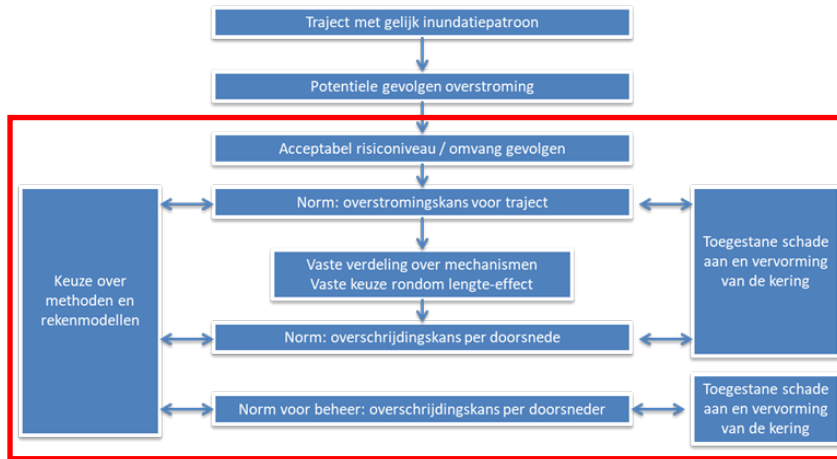 Traject met gelijk inundatiepatroon
Potentiele gevolgen overstroming
Acceptabel risiconiveau / omvang gevolgen
Norm: overstromingskans voor traject
Vaste verdeling over mechanismen
Vaste keuze rondom lengte-effect
Keuze over
methoden en
rekenmodellen
Toegestane schade
aan en vervorming
van de kering
Norm: overschrijdingskans per doorsnede
Norm voor beheer: overschrijdingskans per doorsneder
Toegestane schade
aan en vervorming
van de kering